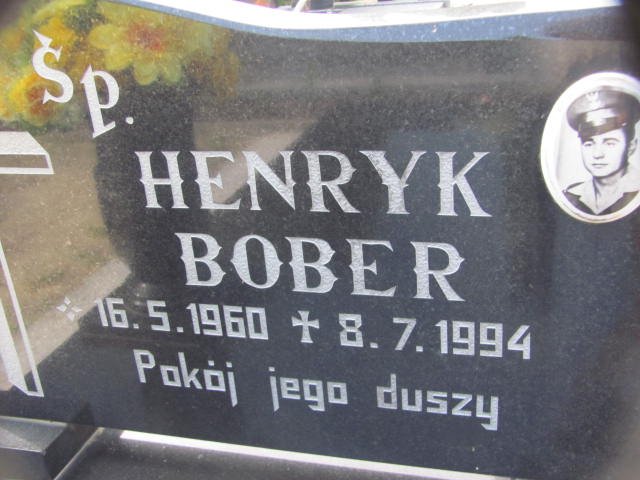 Śp.
HENRYK
BOBER
16.5.1960 ✝ 8.7.1994
Pokój jego duszy